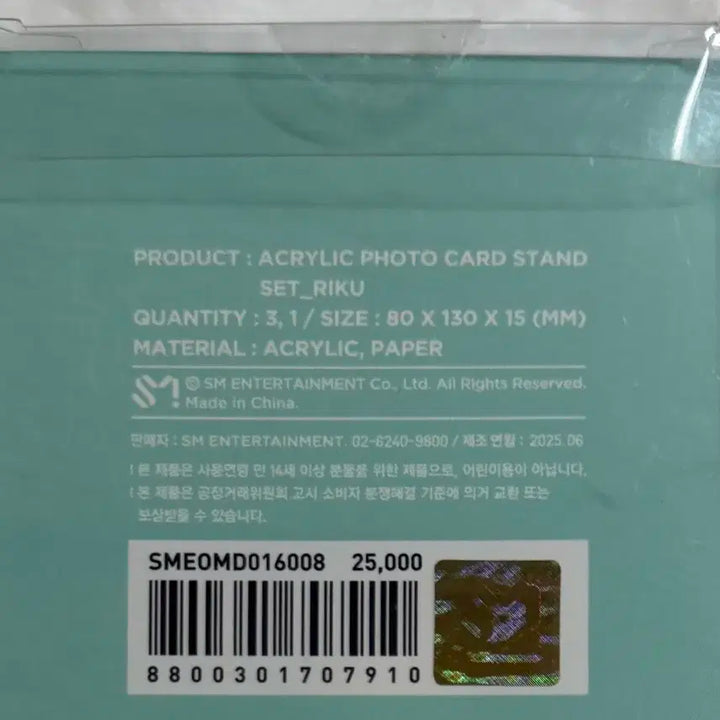 PRODUCT : ACRYLIC PHOTO CARD STAND
SET_RIKU
QUANTITY : 3, 1 / SIZE : 80 X 130 X 15 (MM)
MATERIAL : ACRYLIC, PAPER
SM! © SM ENTERTAINMENT Co., Ltd. All Rights Reserved.
Made in China.
판매자 : SM ENTERTAINMENT. 02-6240-9800 / 제조 연월 : 2025.06
! 본 제품은 사용연령 만 14세 이상 분들을 위한 제품으로, 어린이용이 아닙니다.
! 본 제품은 공정거래위원회 고시 소비자 분쟁해결 기준에 의거 교환 또는
보상받을 수 있습니다.
SMEOMD016008 25,000
8800301707910